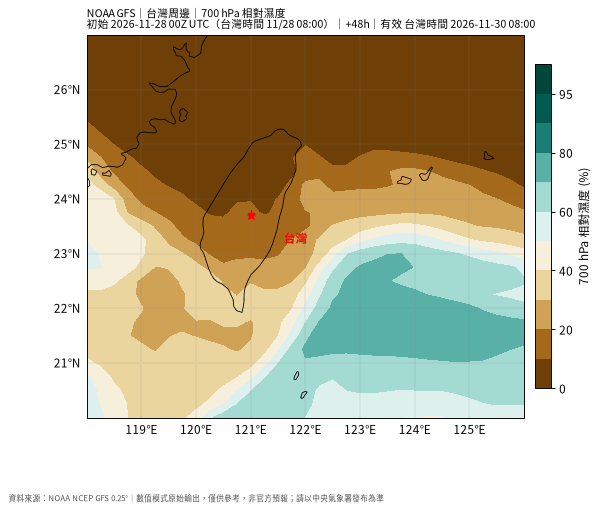 NOAA GFS｜台灣周邊｜700 hPa 相對濕度
初始 2026-11-28 00Z UTC（台灣時間 11/28 08:00）｜+48h｜有效 台灣時間 2026-11-30 08:00
26°N
25°N
24°N
23°N
22°N
21°N
119°E 120°E 121°E 122°E 123°E 124°E 125°E
台灣
95
80
60
40
20
0
700 hPa 相對濕度 (%)
資料來源：NOAA NCEP GFS 0.25°｜數值模式原始輸出，僅供參考，非官方預報；請以中央氣象署發布為準